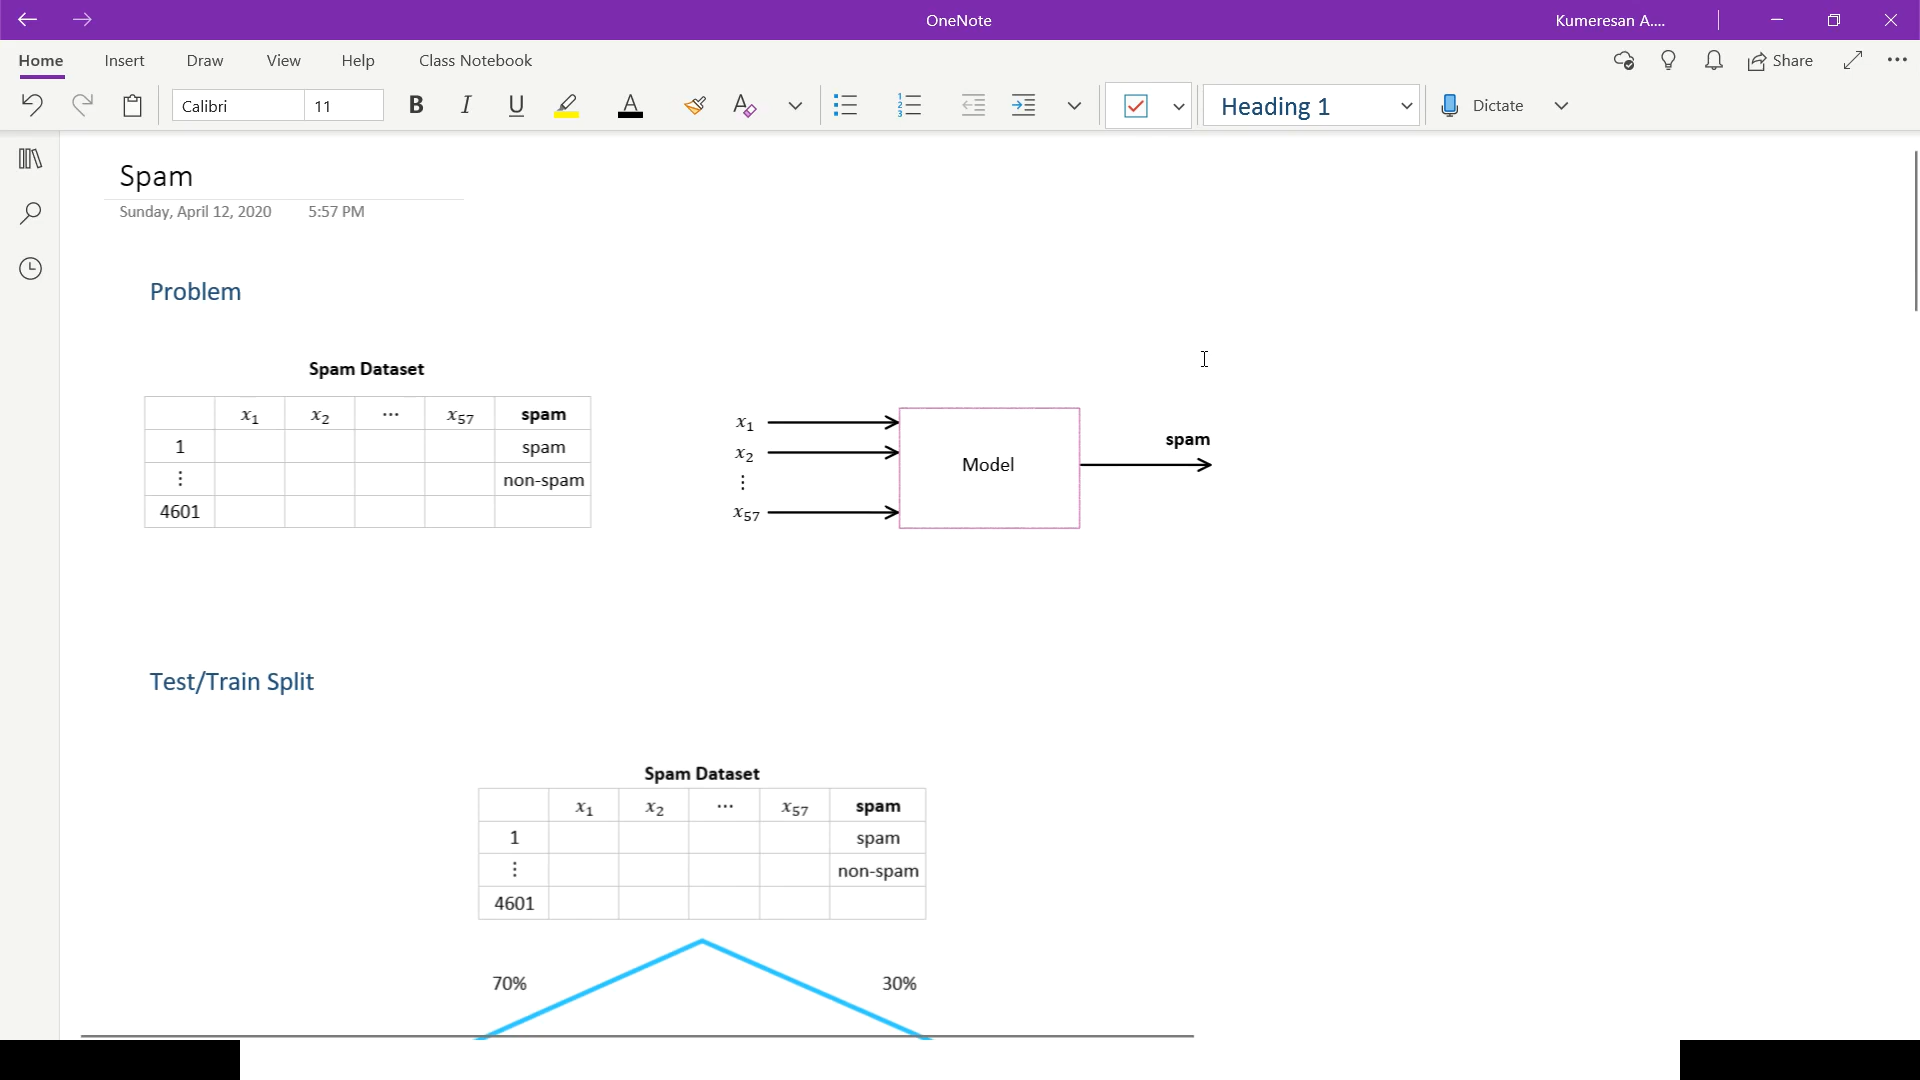 OneNote
Kumeresan A....
Home Insert Draw View Help Class Notebook
Share
Calibri 11 B I U A A
Heading 1
Dictate
Spam
Sunday, April 12, 2020 5:57 PM
Problem
Spam Dataset
x1 x2 ⋯ x57 spam
1 spam
⋮ non-spam
4601
x1
x2
⋮
x57
Model
spam
Test/Train Split
Spam Dataset
x1 x2 ⋯ x57 spam
1 spam
⋮ non-spam
4601
70% 30%